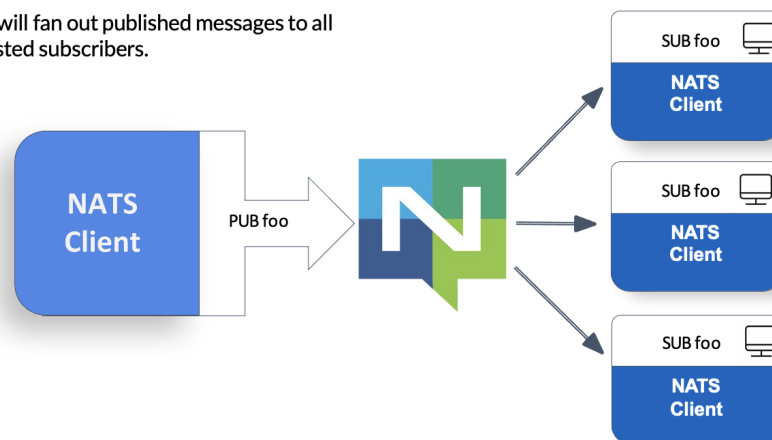 will fan out published messages to all
sted subscribers.
NATS
Client
PUB foo
N
SUB foo
NATS
Client
SUB foo
NATS
Client
SUB foo
NATS
Client